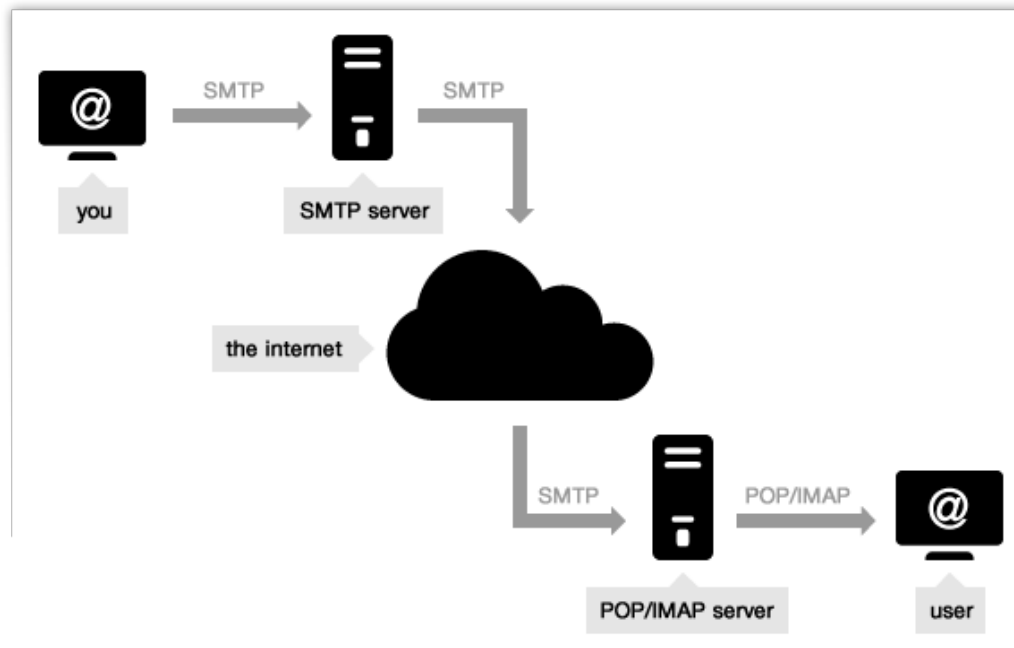 @
SMTP
SMTP
you
SMTP server
the internet
SMTP
POP/IMAP
@
POP/IMAP server
user